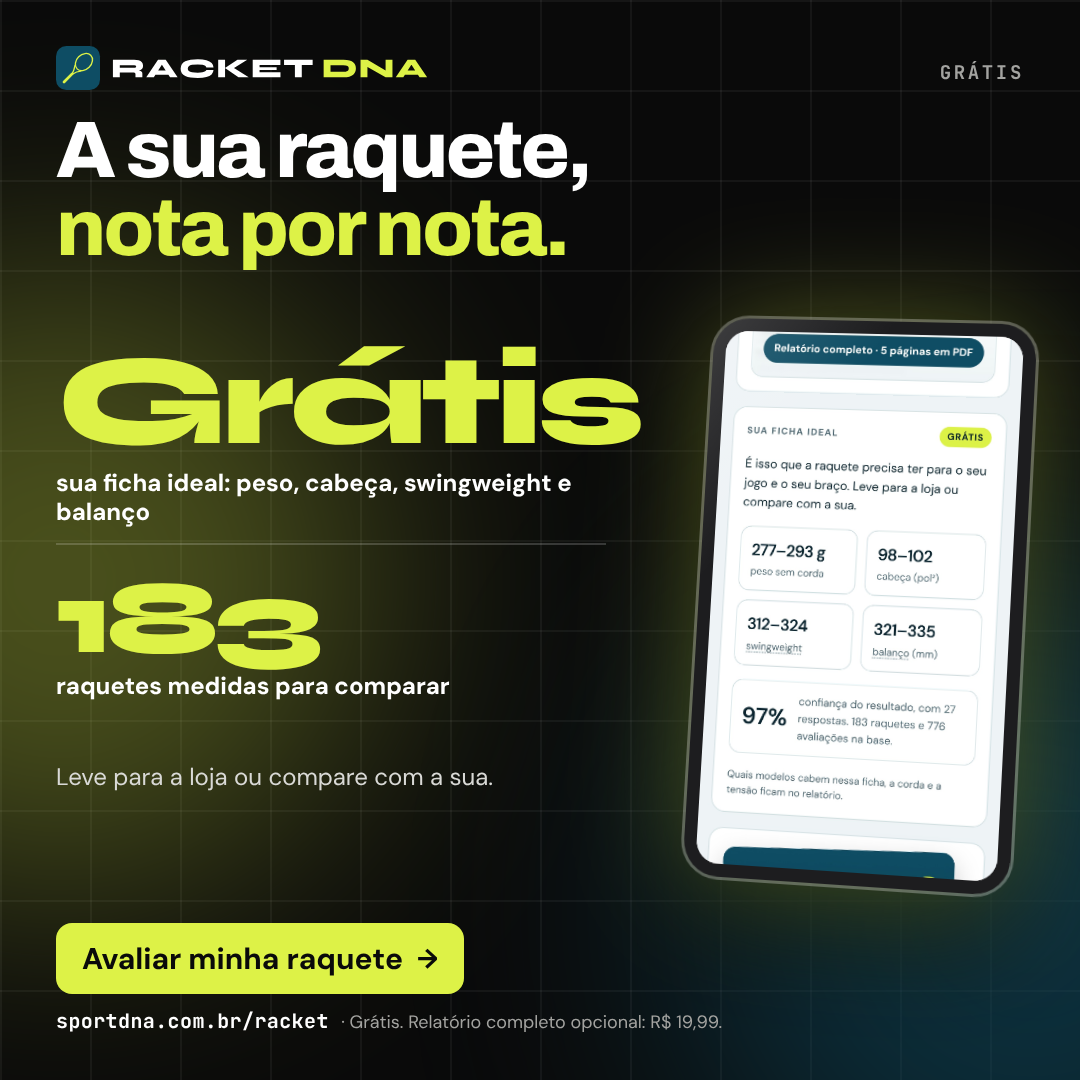 RACKET DNA
GRÁTIS
A sua raquete,
nota por nota.
Grátis
sua ficha ideal: peso, cabeça, swingweight e
balanço
183
raquetes medidas para comparar
Leve para a loja ou compare com a sua.
Avaliar minha raquete →
sportdna.com.br/racket · Grátis. Relatório completo opcional: R$ 19,99.
Relatório completo · 5 páginas em PDF
SUA FICHA IDEAL
GRÁTIS
É isso que a raquete precisa ter para o seu
jogo e o seu braço. Leve para a loja ou
compare com a sua.
277–293 g
peso sem corda
98–102
cabeça (pol²)
312–324
swingweight
321–335
balanço (mm)
97%
confiança do resultado, com 27
respostas. 183 raquetes e 776
avaliações na base.
Quais modelos cabem nessa ficha, a corda e a
tensão ficam no relatório.